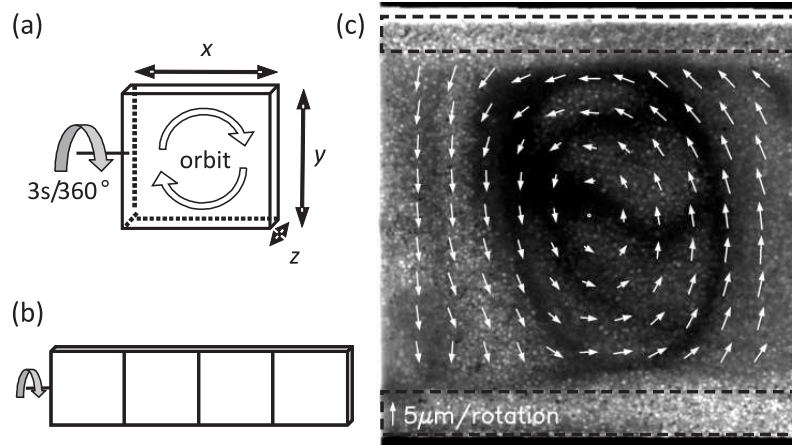 (a)
x
orbit
y
3s/360°
z
(b)
(c)
5μm/rotation